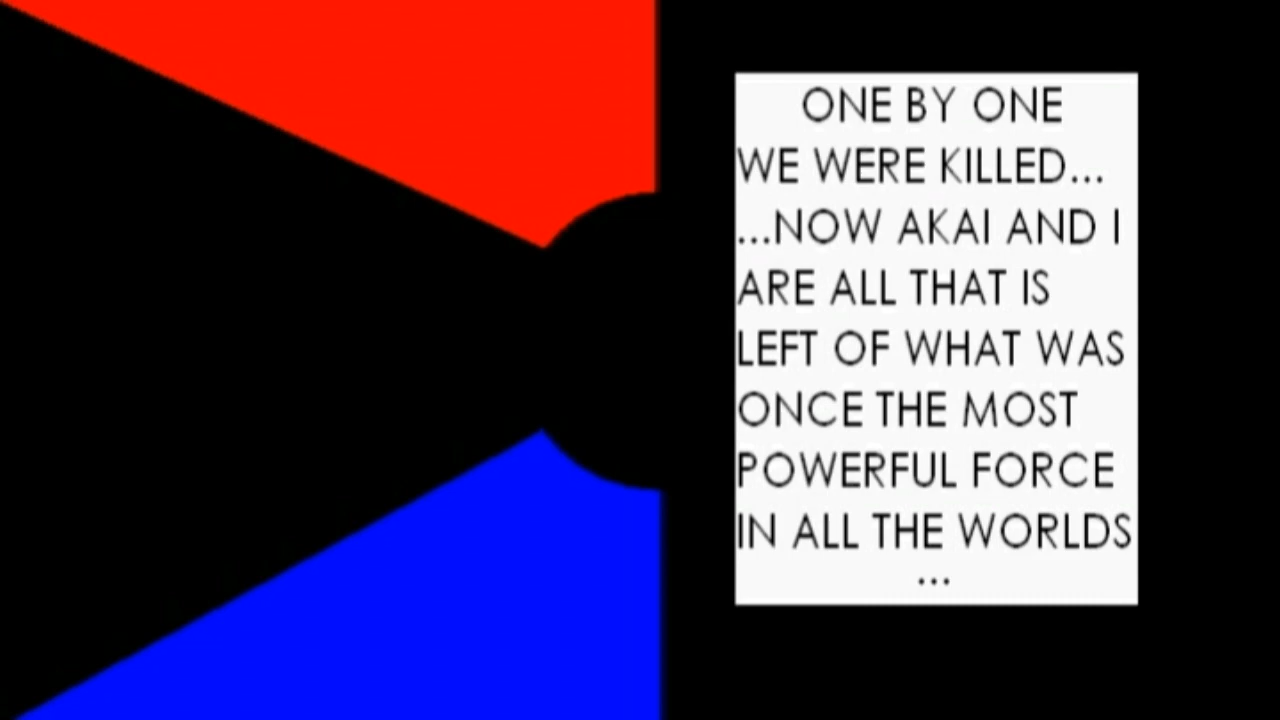 ONE BY ONE
WE WERE KILLED...
...NOW AKAI AND I
ARE ALL THAT IS
LEFT OF WHAT WAS
ONCE THE MOST
POWERFUL FORCE
IN ALL THE WORLDS
...